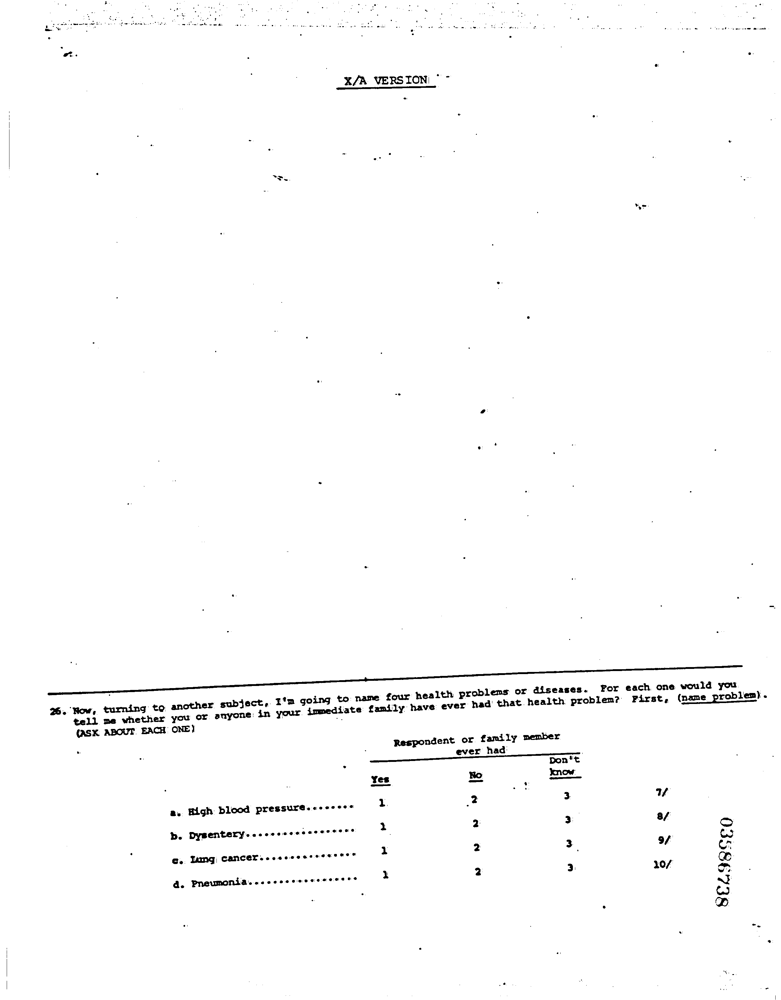 X/A VERSION
26. Now, turning to another subject, I'm going to name four health problems or diseases. For each one would you
tell me whether you or anyone in your immediate family have ever had that health problem? First, (name problem).
(ASK ABOUT EACH ONE)
Respondent or family member
ever had
Yes No Don't know
a. High blood pressure........ 1 2 3 7/
b. Dysentery.................. 1 2 3 8/
c. Lung cancer................ 1 2 3 9/
d. Pneumonia.................. 1 2 3 10/
03586738